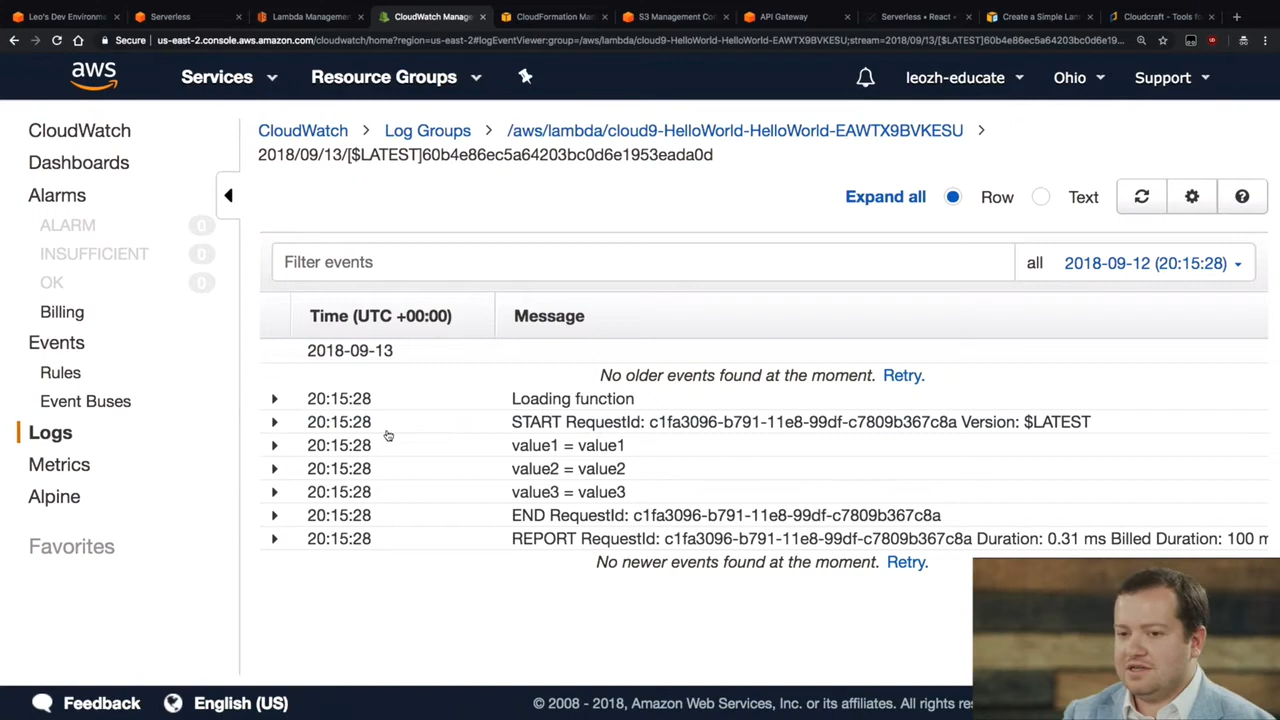 Leo's Dev Environme
Serverless
Lambda Management
CloudWatch Manage
CloudFormation Man
S3 Management Con
API Gateway
Serverless • React •
Create a Simple Lam
Cloudcraft - Tools fo
Secure
us-east-2.console.aws.amazon.com/cloudwatch/home?region=us-east-2#logEventViewer:group=/aws/lambda/cloud9-HelloWorld-HelloWorld-EAWTX9BVKESU;stream=2018/09/13/[$LATEST]60b4e86ec5a64203bc0d6e19...
aws
Services
Resource Groups
leozh-educate
Ohio
Support
CloudWatch
Dashboards
Alarms
ALARM 0
INSUFFICIENT 0
OK 0
Billing
Events
Rules
Event Buses
Logs
Metrics
Alpine
Favorites
CloudWatch > Log Groups > /aws/lambda/cloud9-HelloWorld-HelloWorld-EAWTX9BVKESU >
2018/09/13/[$LATEST]60b4e86ec5a64203bc0d6e1953eada0d
Expand all Row Text
Filter events
all 2018-09-12 (20:15:28)
Time (UTC +00:00) Message
2018-09-13
No older events found at the moment. Retry.
20:15:28 Loading function
20:15:28 START RequestId: c1fa3096-b791-11e8-99df-c7809b367c8a Version: $LATEST
20:15:28 value1 = value1
20:15:28 value2 = value2
20:15:28 value3 = value3
20:15:28 END RequestId: c1fa3096-b791-11e8-99df-c7809b367c8a
20:15:28 REPORT RequestId: c1fa3096-b791-11e8-99df-c7809b367c8a Duration: 0.31 ms Billed Duration: 100 m
No newer events found at the moment. Retry.
Feedback
English (US)
© 2008 - 2018, Amazon Web Services, Inc. or its affiliates. All rights re